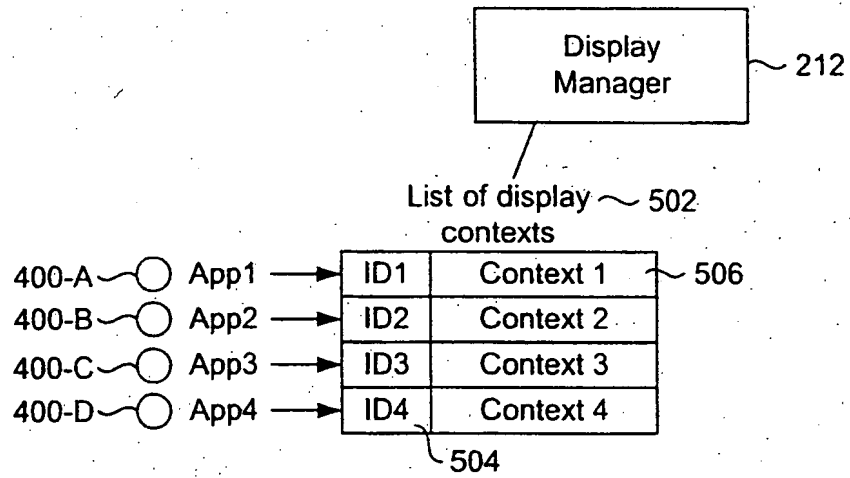 Display
Manager
212
List of display
contexts
502
400-A App1 ID1 Context 1 506
400-B App2 ID2 Context 2
400-C App3 ID3 Context 3
400-D App4 ID4 Context 4
504